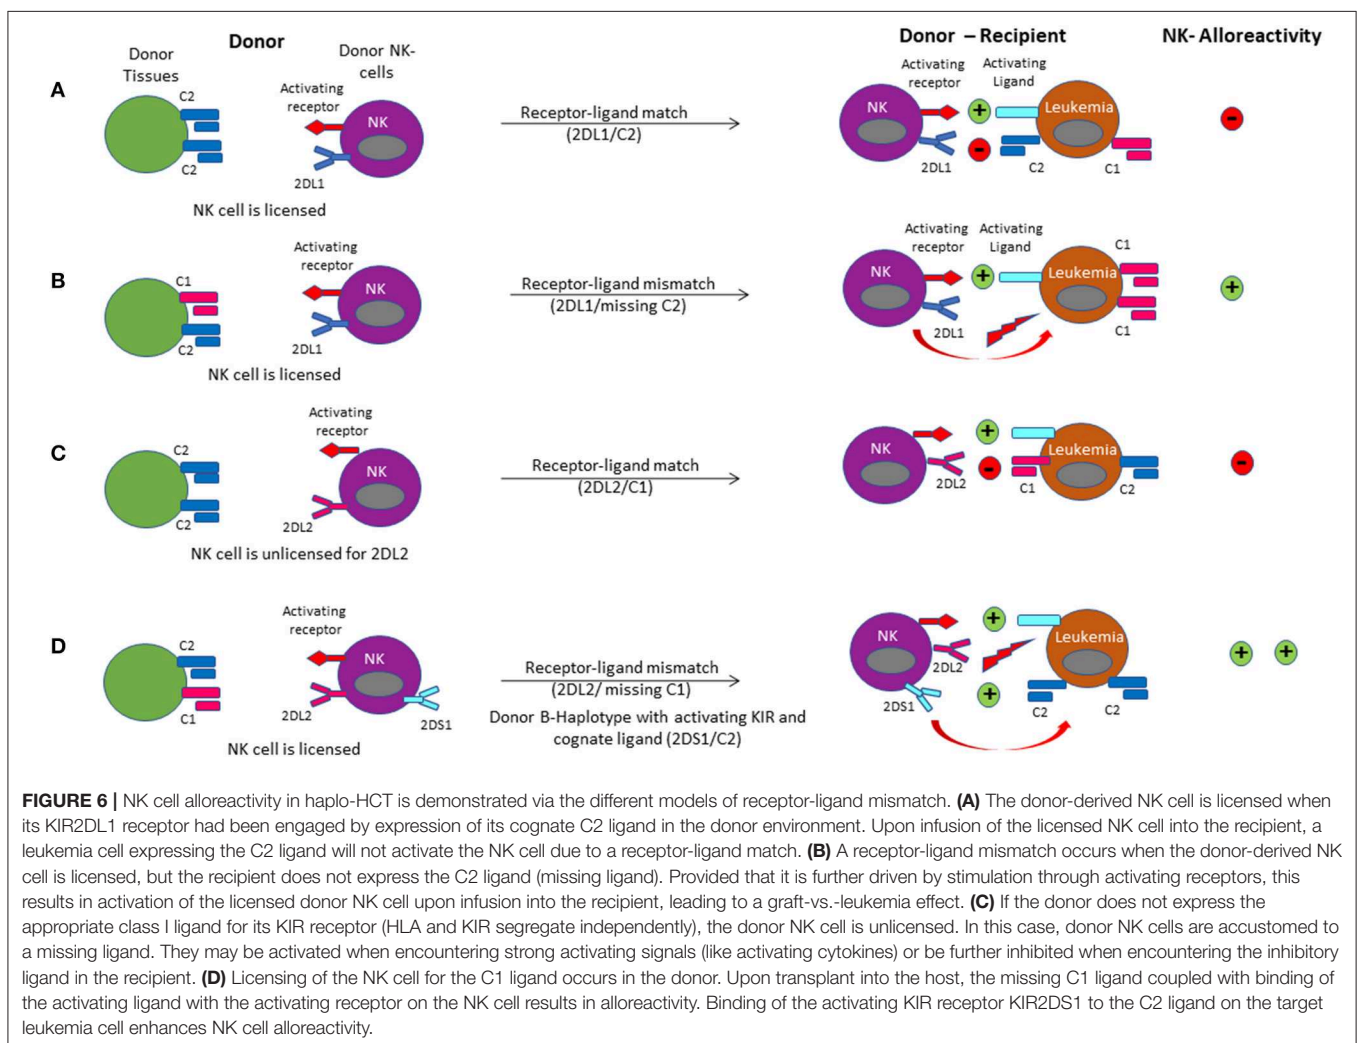 Donor
Donor – Recipient
NK- Alloreactivity
Donor
Tissues
Donor NK-
cells
A
C2
C2
Activating
receptor
NK
2DL1
NK cell is licensed
Receptor-ligand match
(2DL1/C2)
Activating
receptor
Activating
Ligand
NK
2DL1
+
-
Leukemia
C2
C1
-
B
C1
C2
Activating
receptor
NK
2DL1
NK cell is licensed
Receptor-ligand mismatch
(2DL1/missing C2)
Activating
receptor
Activating
Ligand
NK
2DL1
+
Leukemia
C1
C1
+
C
C2
C2
Activating
receptor
NK
2DL2
NK cell is unlicensed for 2DL2
Receptor-ligand match
(2DL2/C1)
NK
2DL2
+
-
Leukemia
C1
C2
-
D
C2
C1
Activating
receptor
NK
2DL2
2DS1
NK cell is licensed
Receptor-ligand mismatch
(2DL2/ missing C1)
Donor B-Haplotype with activating KIR and
cognate ligand (2DS1/C2)
NK
2DL2
2DS1
+
+
Leukemia
C2
C2
+ +
FIGURE 6 | NK cell alloreactivity in haplo-HCT is demonstrated via the different models of receptor-ligand mismatch. (A) The donor-derived NK cell is licensed when
its KIR2DL1 receptor had been engaged by expression of its cognate C2 ligand in the donor environment. Upon infusion of the licensed NK cell into the recipient, a
leukemia cell expressing the C2 ligand will not activate the NK cell due to a receptor-ligand match. (B) A receptor-ligand mismatch occurs when the donor-derived NK
cell is licensed, but the recipient does not express the C2 ligand (missing ligand). Provided that it is further driven by stimulation through activating receptors, this
results in activation of the licensed donor NK cell upon infusion into the recipient, leading to a graft-vs.-leukemia effect. (C) If the donor does not express the
appropriate class I ligand for its KIR receptor (HLA and KIR segregate independently), the donor NK cell is unlicensed. In this case, donor NK cells are accustomed to
a missing ligand. They may be activated when encountering strong activating signals (like activating cytokines) or be further inhibited when encountering the inhibitory
ligand in the recipient. (D) Licensing of the NK cell for the C1 ligand occurs in the donor. Upon transplant into the host, the missing C1 ligand coupled with binding of
the activating ligand with the activating receptor on the NK cell results in alloreactivity. Binding of the activating KIR receptor KIR2DS1 to the C2 ligand on the target
leukemia cell enhances NK cell alloreactivity.